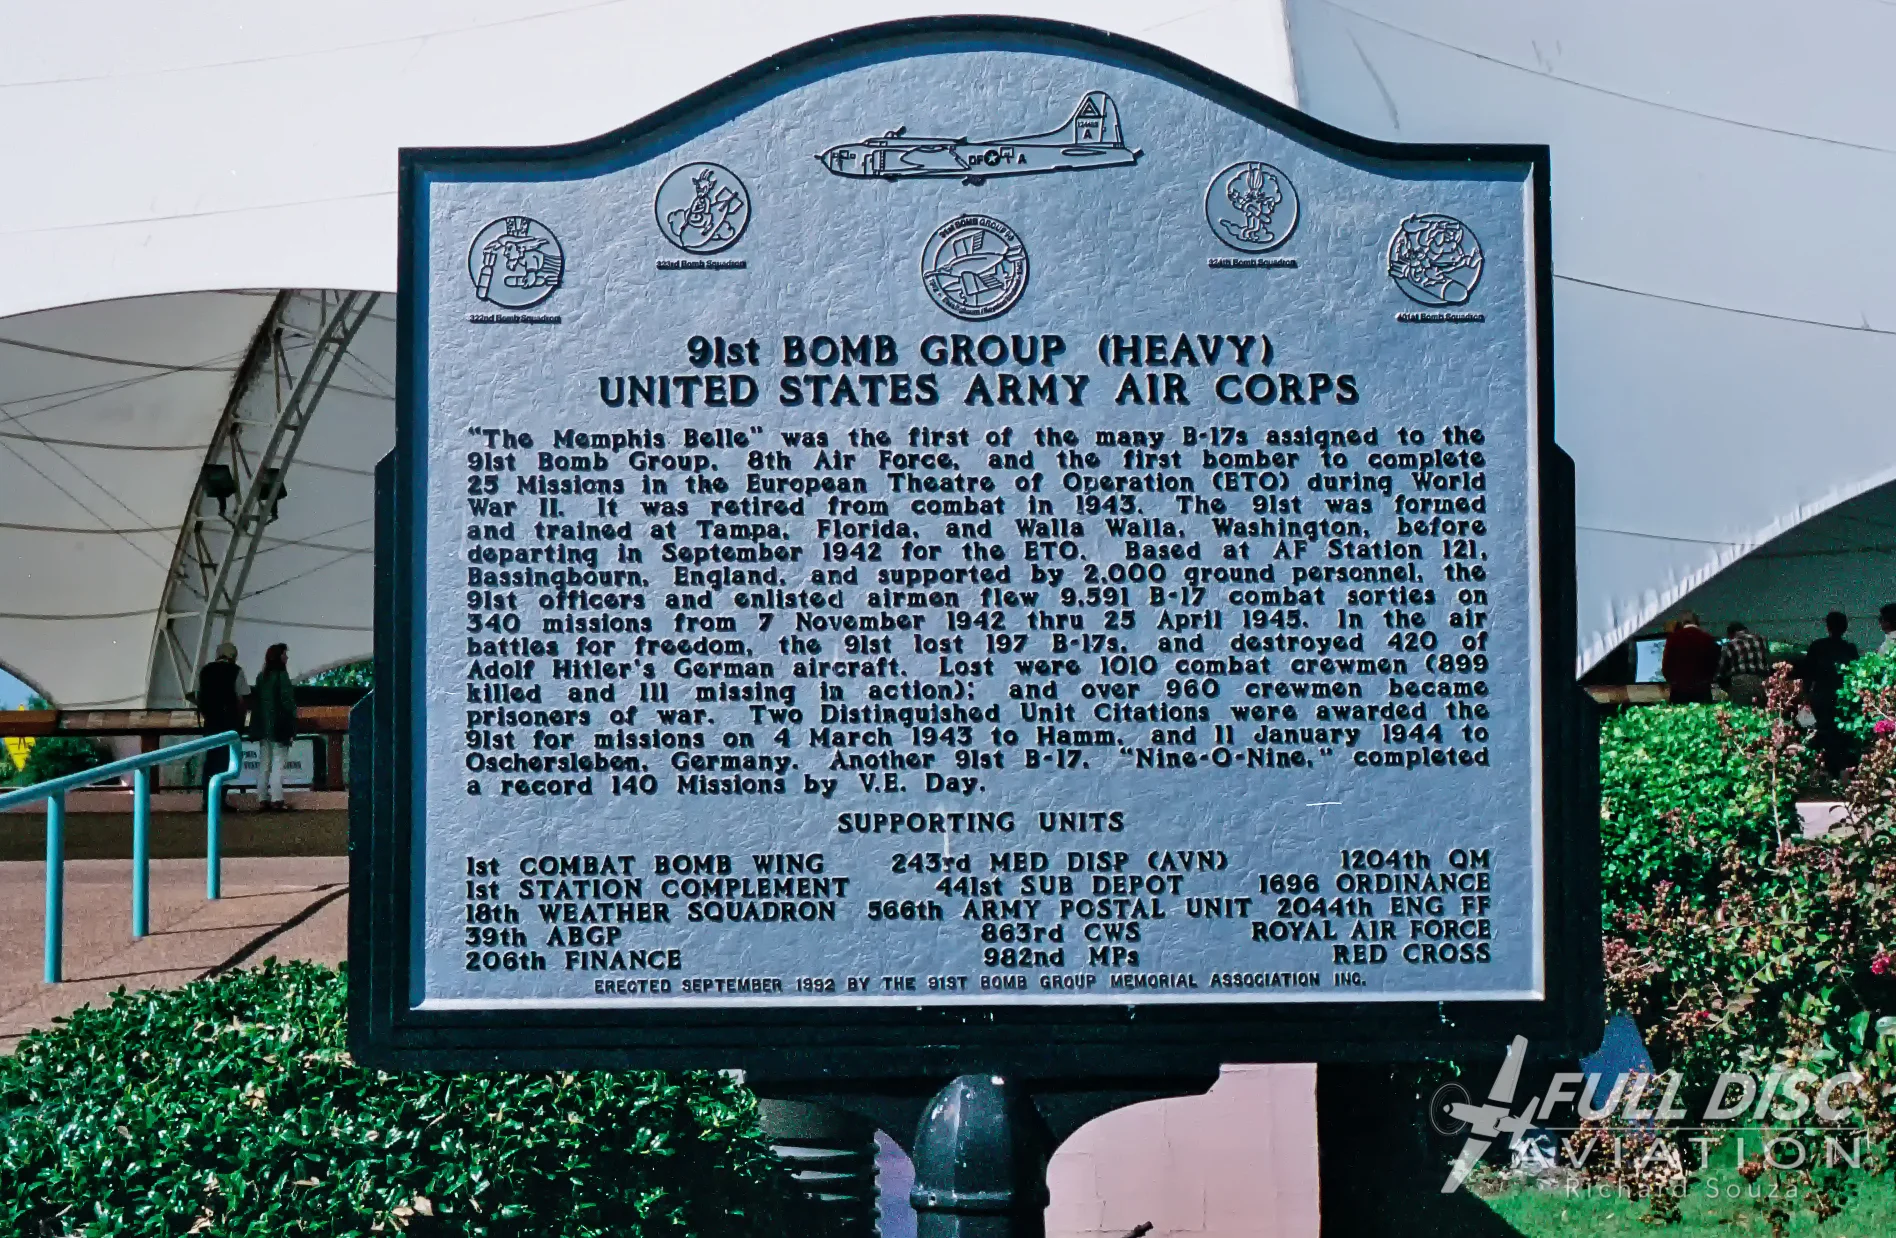 124485
A
DF A
323rd Bomb Squadron
324th Bomb Squadron
91st BOMB GROUP (H)
322nd Bomb Squadron
401st Bomb Squadron
91st BOMB GROUP (HEAVY)
UNITED STATES ARMY AIR CORPS
"The Memphis Belle" was the first of the many B-17s assigned to the
91st Bomb Group, 8th Air Force, and the first bomber to complete
25 Missions in the European Theatre of Operation (ETO) during World
War II. It was retired from combat in 1943. The 91st was formed
and trained at Tampa, Florida, and Walla Walla, Washington, before
departing in September 1942 for the ETO. Based at AF Station 121,
Bassingbourn, England, and supported by 2,000 ground personnel, the
91st officers and enlisted airmen flew 9,591 B-17 combat sorties on
340 missions from 7 November 1942 thru 25 April 1945. In the air
battles for freedom, the 91st lost 197 B-17s, and destroyed 420 of
Adolf Hitler's German aircraft. Lost were 1010 combat crewmen (899
killed and 111 missing in action); and over 960 crewmen became
prisoners of war. Two Distinguished Unit Citations were awarded the
91st for missions on 4 March 1943 to Hamm, and 11 January 1944 to
Oschersleben, Germany. Another 91st B-17, "Nine-O-Nine," completed
a record 140 Missions by V.E. Day.
SUPPORTING UNITS
1st COMBAT BOMB WING 243rd MED DISP (AVN) 1204th QM
1st STATION COMPLEMENT 441st SUB DEPOT 1696 ORDINANCE
18th WEATHER SQUADRON 566th ARMY POSTAL UNIT 2044th ENG FF
39th ABGP 863rd CWS ROYAL AIR FORCE
206th FINANCE 982nd MPs RED CROSS
ERECTED SEPTEMBER 1992 BY THE 91ST BOMB GROUP MEMORIAL ASSOCIATION INC.
FULL DISC
AVIATION
Richard Souza